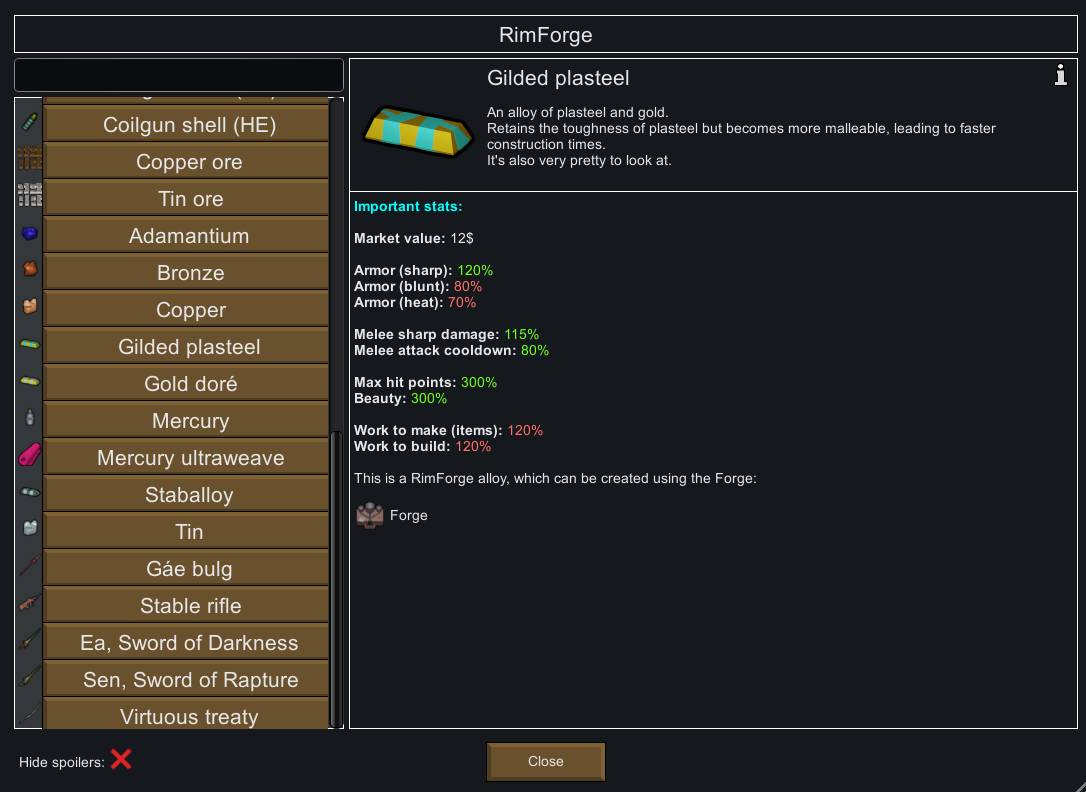 RimForge
Coilgun shell (HE)
Copper ore
Tin ore
Adamantium
Bronze
Copper
Gilded plasteel
Gold doré
Mercury
Mercury ultraweave
Staballoy
Tin
Gáe bulg
Stable rifle
Ea, Sword of Darkness
Sen, Sword of Rapture
Virtuous treaty
Gilded plasteel
An alloy of plasteel and gold.
Retains the toughness of plasteel but becomes more malleable, leading to faster
construction times.
It's also very pretty to look at.
Important stats:
Market value: 12$
Armor (sharp): 120%
Armor (blunt): 80%
Armor (heat): 70%
Melee sharp damage: 115%
Melee attack cooldown: 80%
Max hit points: 300%
Beauty: 300%
Work to make (items): 120%
Work to build: 120%
This is a RimForge alloy, which can be created using the Forge:
Forge
Hide spoilers:
Close